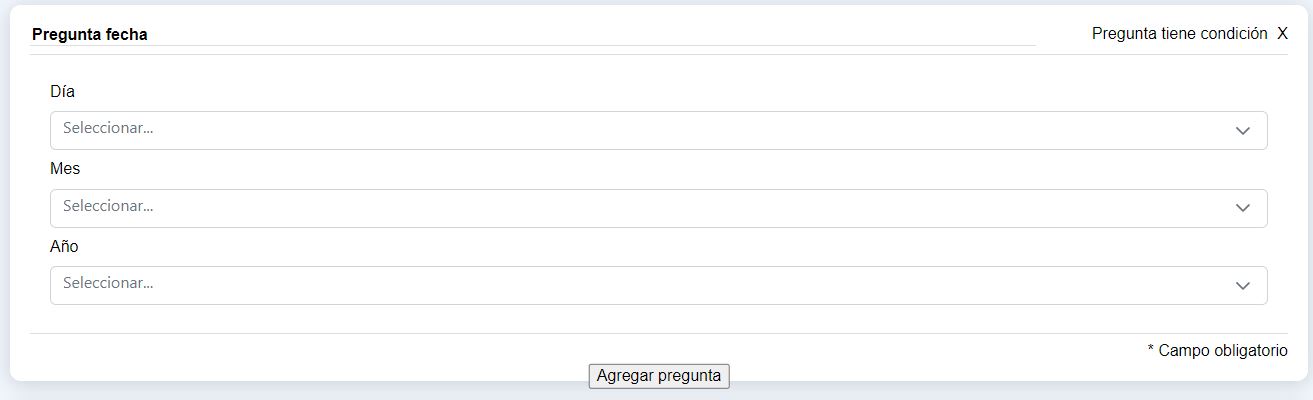 Pregunta fecha
Pregunta tiene condición X
Día
Seleccionar...
Mes
Seleccionar...
Año
Seleccionar...
* Campo obligatorio
Agregar pregunta